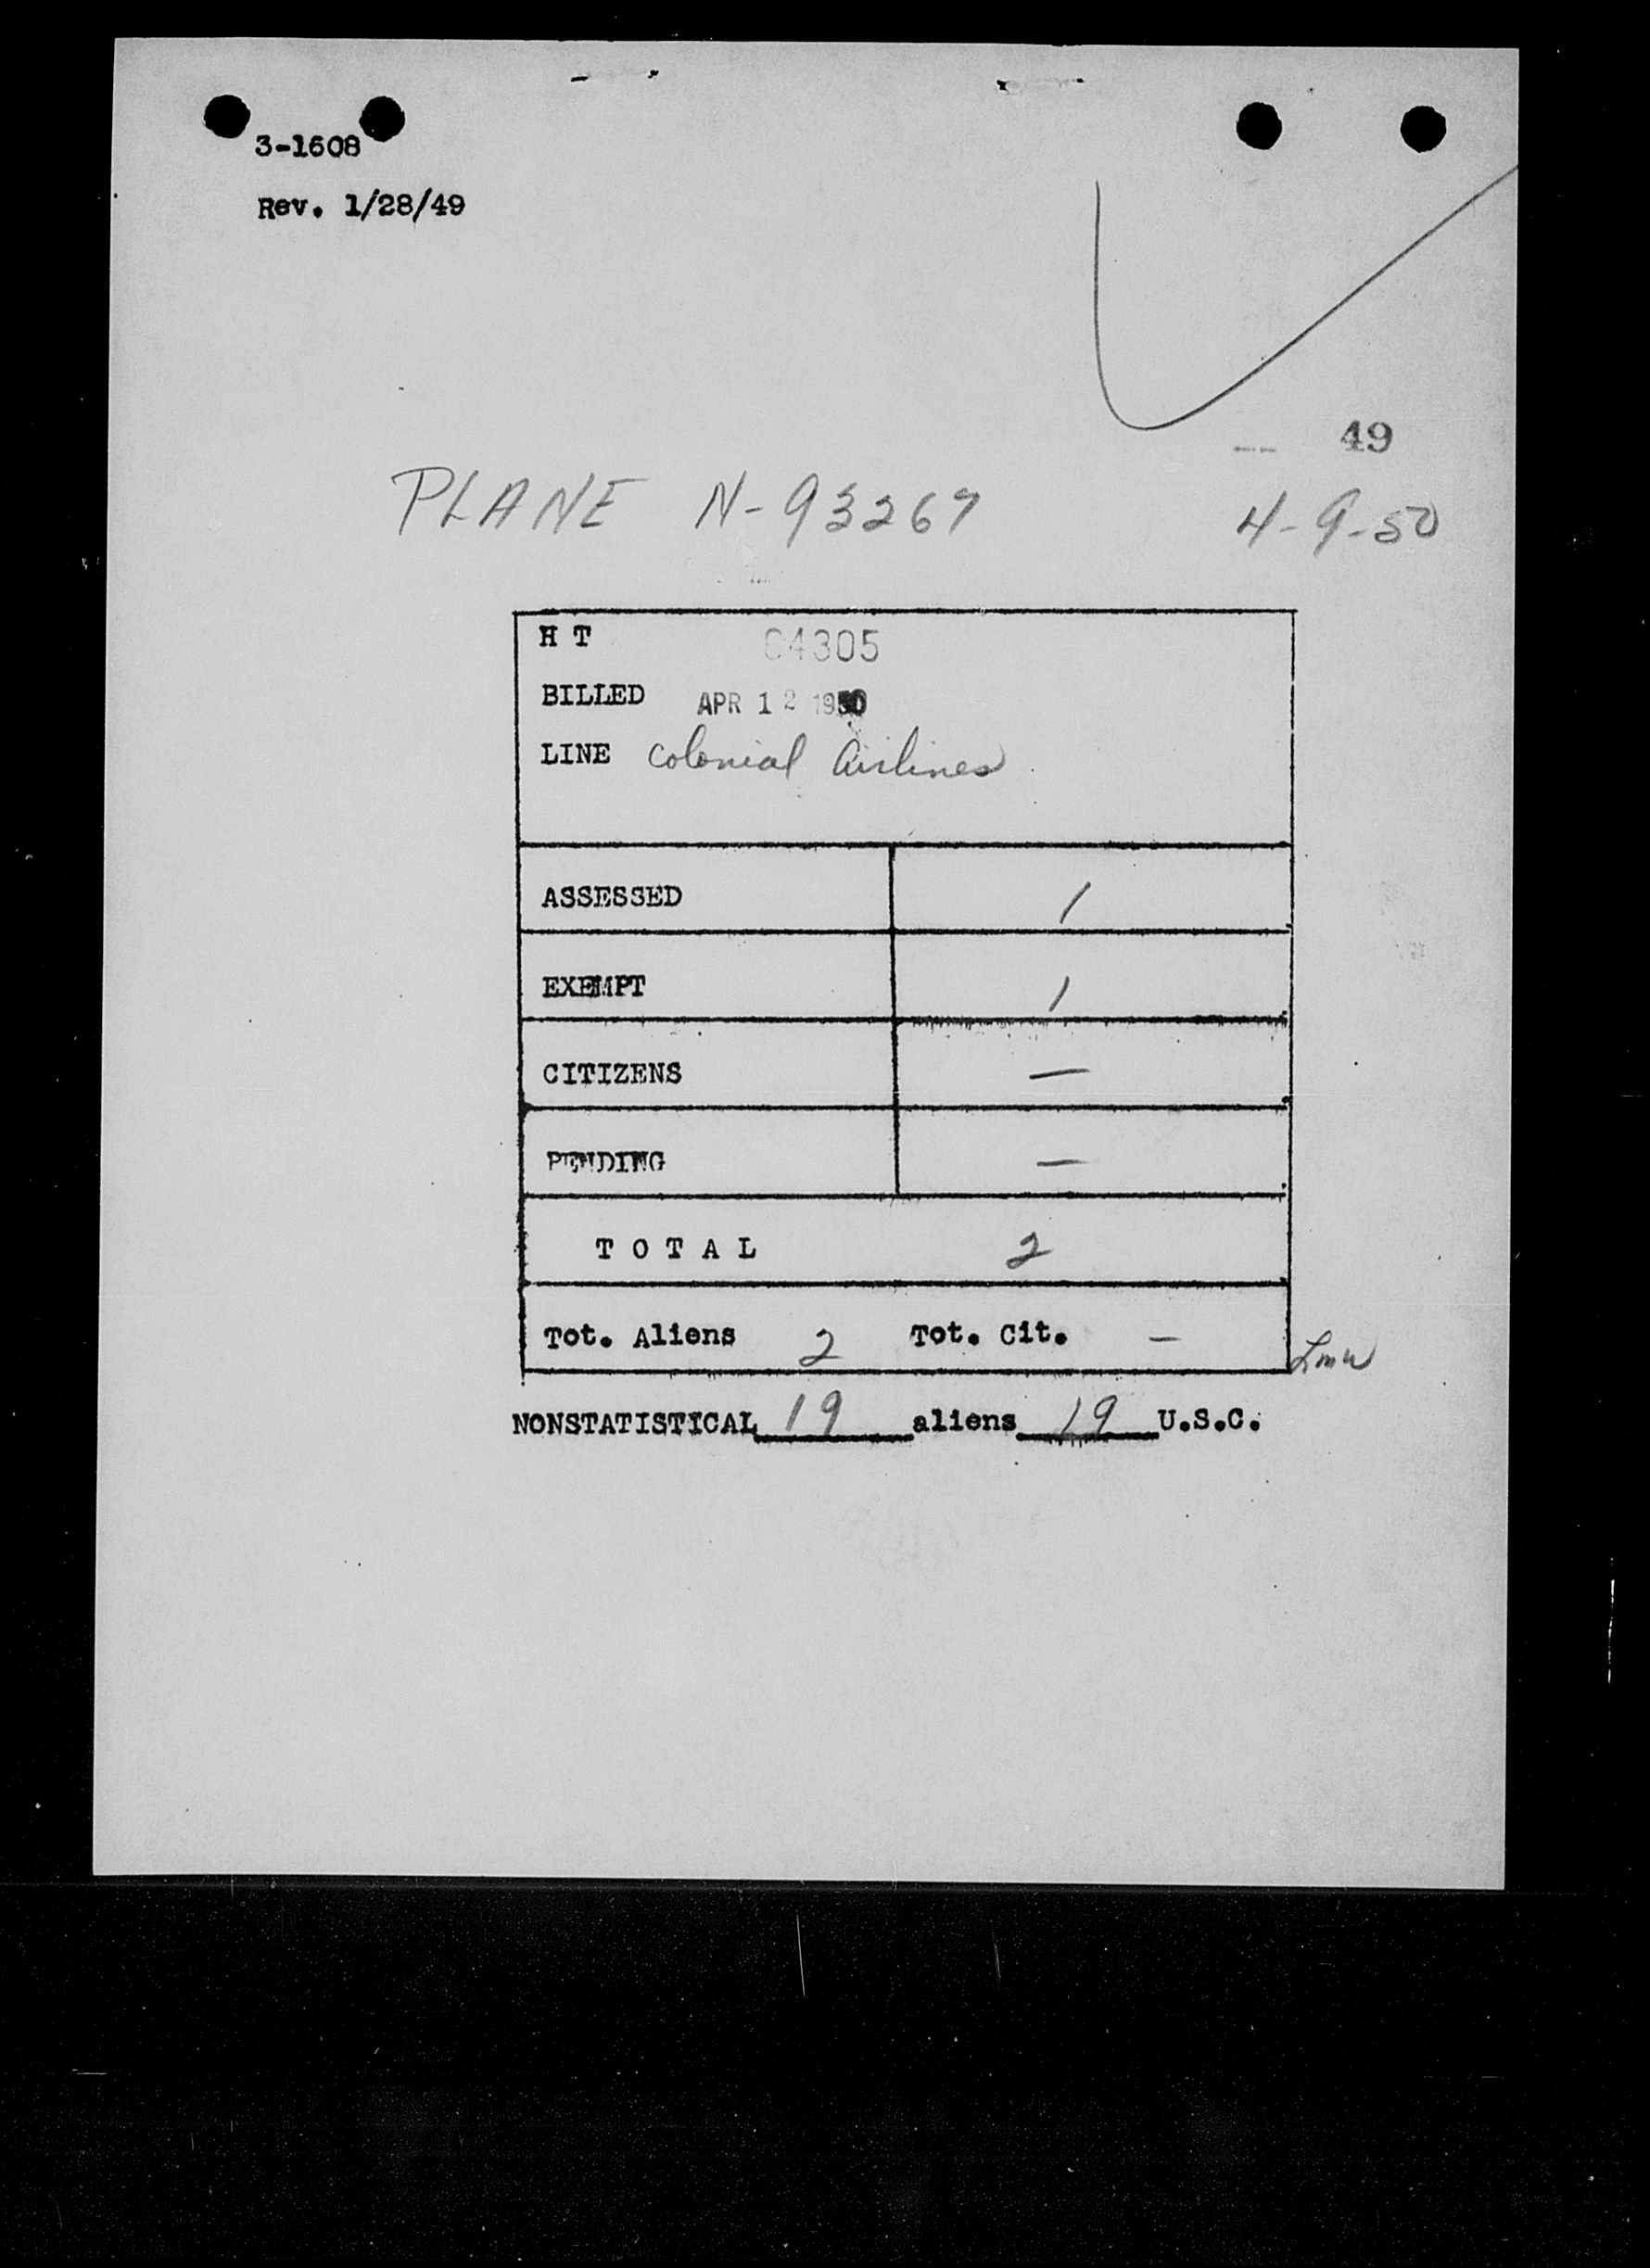 3-1608
Rev. 1/28/49
49
PLANE N-93267 4-9-50
H T 04305
BILLED APR 12 1950
LINE Colonial Airlines
ASSESSED 1
EXEMPT 1
CITIZENS —
PENDING —
T O T A L 2
Tot. Aliens 2 Tot. Cit. —
NONSTATISTICAL 19 aliens 19 U.S.C.